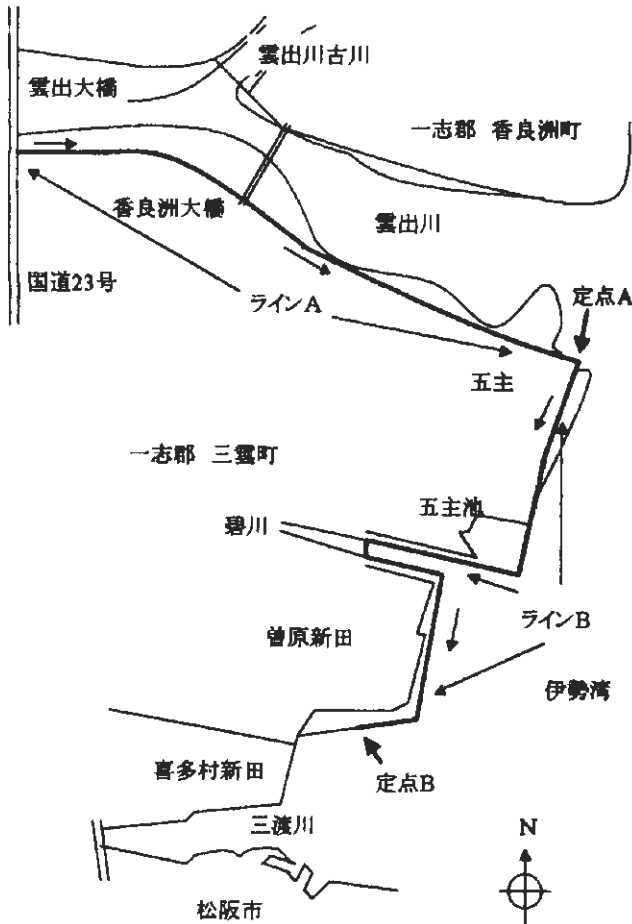 雲出川古川
雲出大橋
一志郡 香良洲町
香良洲大橋
雲出川
国道23号
ラインA
定点A
五主
一志郡 三雲町
五主池
碧川
ラインB
曽原新田
伊勢湾
喜多村新田
定点B
三渡川
N
松阪市